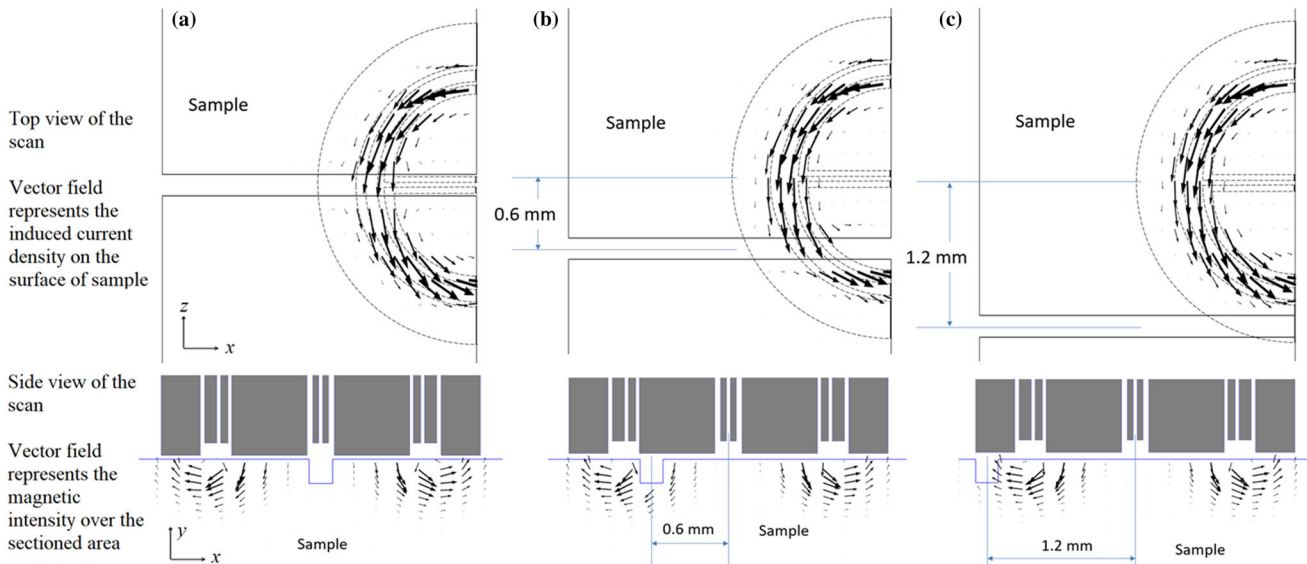 (a)
(b)
(c)
Top view of the
scan
Vector field
represents the
induced current
density on the
surface of sample
Sample
Sample
Sample
0.6 mm
1.2 mm
z
x
Side view of the
scan
Vector field
represents the
magnetic
intensity over the
sectioned area
y
x
Sample
0.6 mm
Sample
1.2 mm
Sample